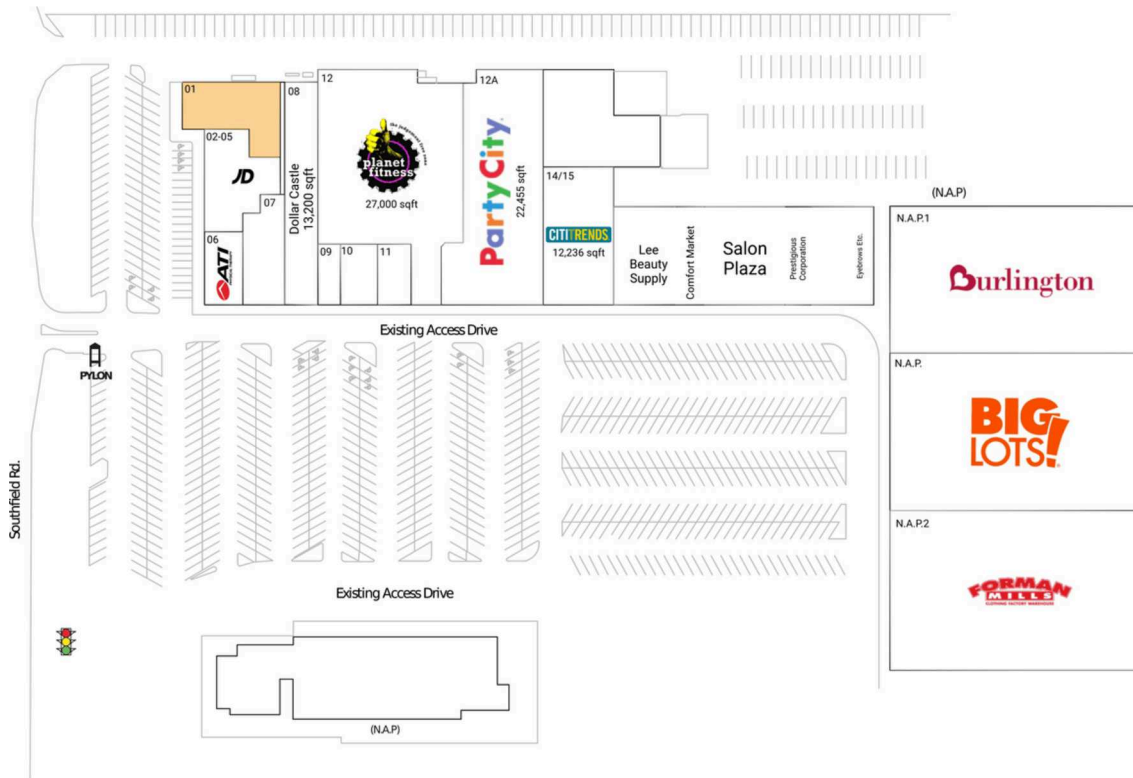 01
02-05
JD
07
06
ATI
PHYSICAL THERAPY
08
Dollar Castle
13,200 sqft
12
the judgement free zone
planet
fitness
27,000 sqft
09
10
11
12A
Party City
22,455 sqft
14/15
CITITRENDS
12,236 sqft
Lee
Beauty
Supply
Comfort Market
Salon
Plaza
Prestigious
Corporation
Eyebrows Etc.
(N.A.P)
N.A.P.1
Burlington
N.A.P.
BIG
LOTS!
N.A.P.2
FORMAN
MILLS
CLOTHING FACTORY WAREHOUSE
Existing Access Drive
PYLON
Southfield Rd.
Existing Access Drive
(N.A.P)